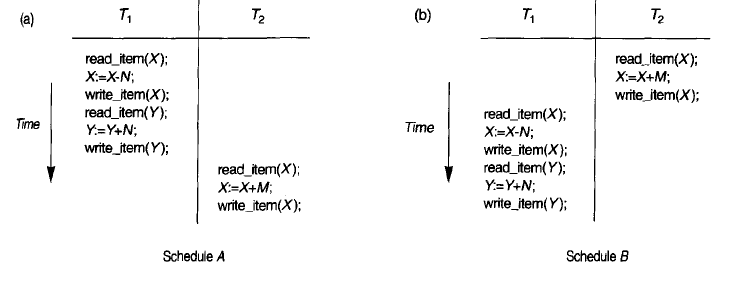 (a)
T1
T2
read_item(X);
X:=X-N;
write_item(X);
read_item(Y);
Y:=Y+N;
write_item(Y);
read_item(X);
X:=X+M;
write_item(X);
Time
Schedule A
(b)
T1
T2
read_item(X);
X:=X+M;
write_item(X);
read_item(X);
X:=X-N;
write_item(X);
read_item(Y);
Y:=Y+N;
write_item(Y);
Time
Schedule B